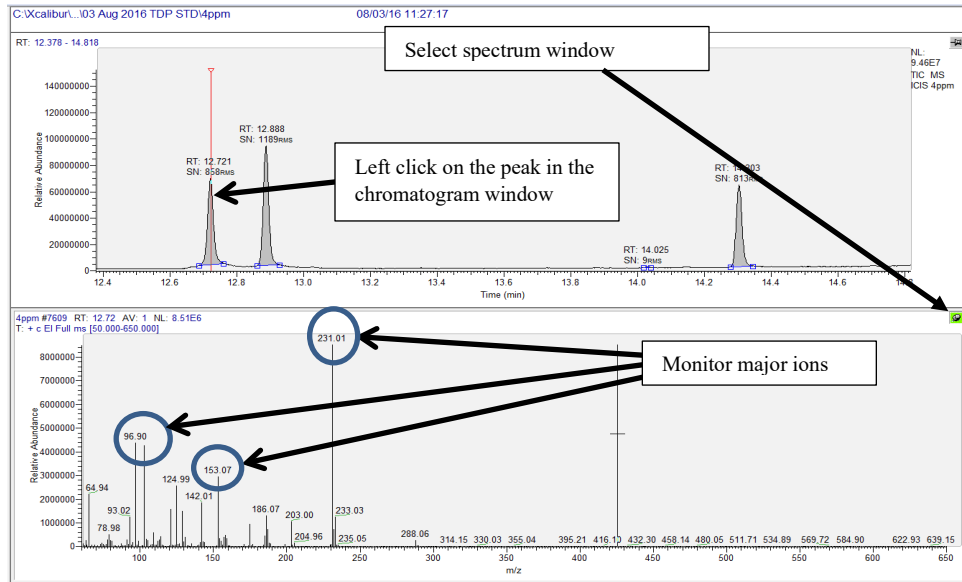 C:\Xcalibur\...\03 Aug 2016 TDP STD\4ppm 08/03/16 11:27:17
RT: 12.378 - 14.818
Select spectrum window
NL:
9.46E7
TIC MS
ICIS 4ppm
140000000
120000000
100000000
80000000
60000000
40000000
20000000
0
Relative Abundance
RT: 12.888
SN: 1189RMS
RT: 12.721
SN: 858RMS
Left click on the peak in the
chromatogram window
SN: 813RMS
RT: 14.025
SN: 9RMS
12.4 12.6 12.8 13.0 13.2 13.4 13.6 13.8 14.0 14.2 14.4 14.6
Time (min)
4ppm #7609 RT: 12.72 AV: 1 NL: 8.51E6
T: + c EI Full ms [50.000-650.000]
231.01
Monitor major ions
8000000
7000000
6000000
5000000
4000000
3000000
2000000
1000000
0
Relative Abundance
96.90
153.07
64.94
124.99
142.01
93.02
186.07
203.00
233.03
78.98
204.96
235.05
288.06
314.15 330.03 355.04 395.21 416.10 432.30 458.14 480.05 511.71 534.89 569.72 584.90 622.93 639.15
100 150 200 250 300 350 400 450 500 550 600 650
m/z